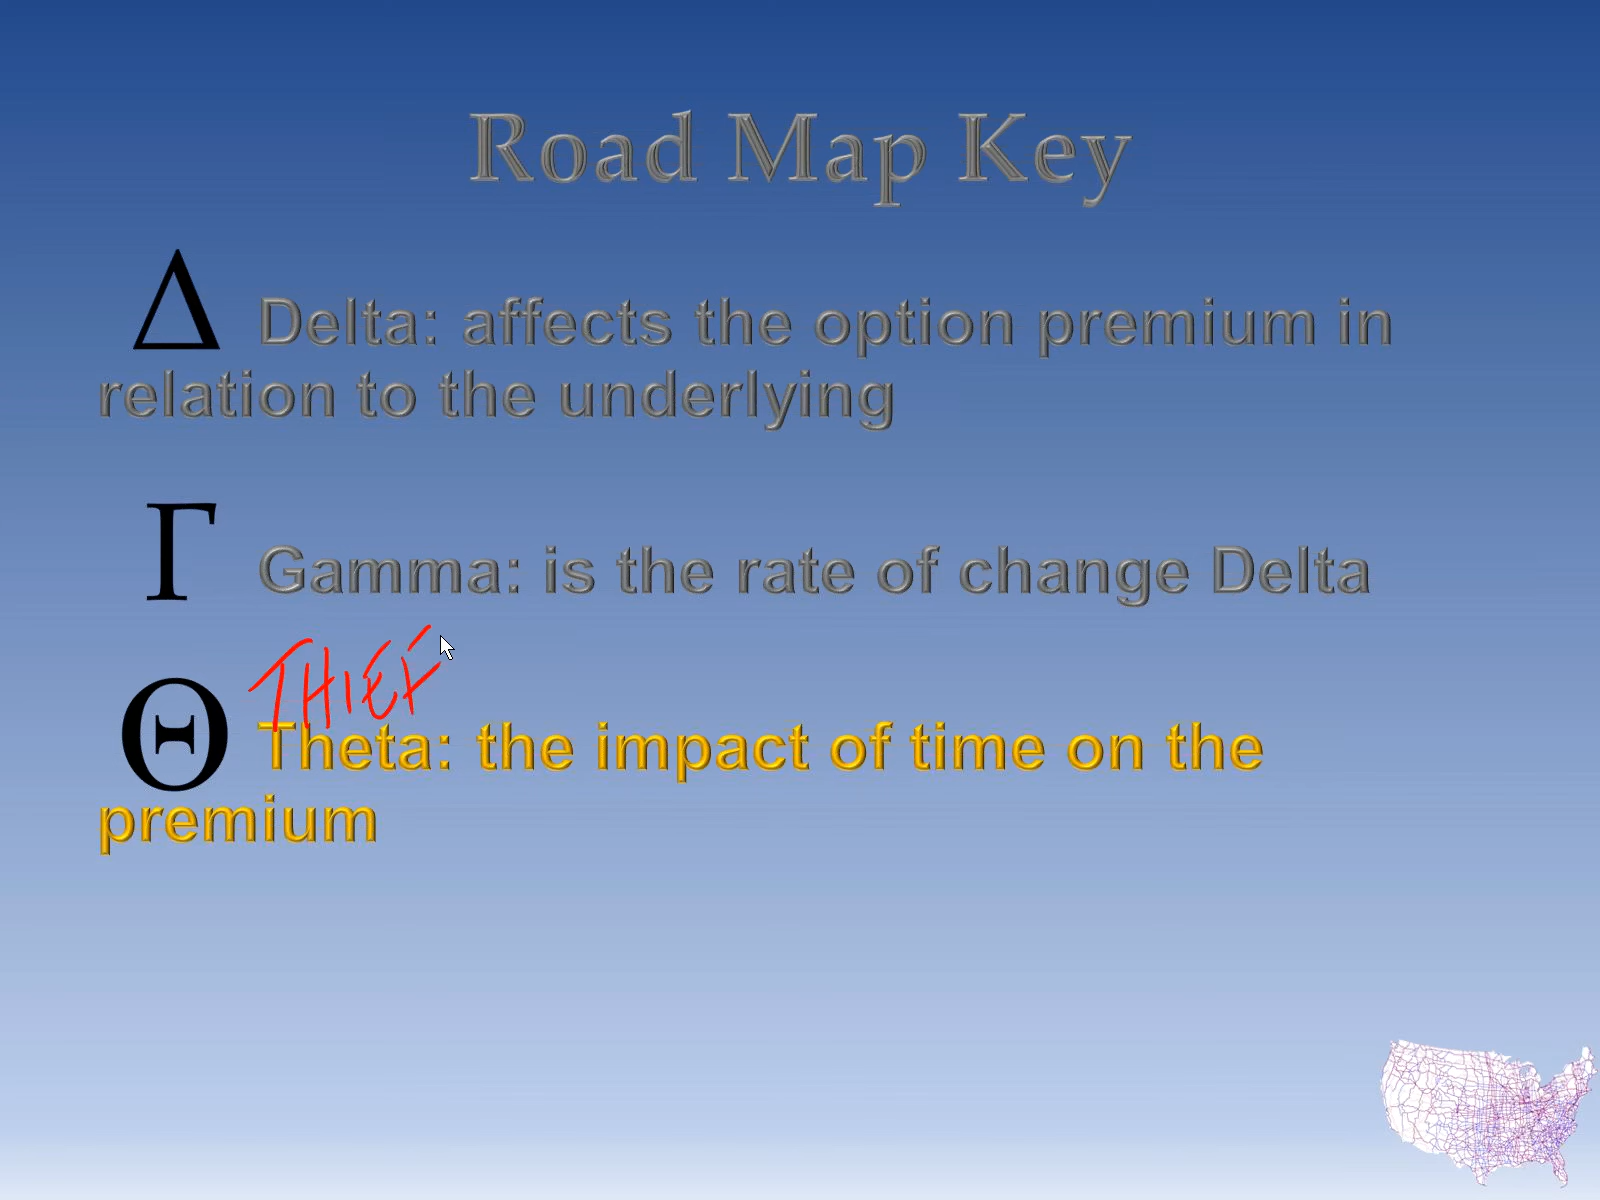 Road Map Key
Δ Delta: affects the option premium in
relation to the underlying
Γ Gamma: is the rate of change Delta
THIEF
Θ Theta: the impact of time on the
premium